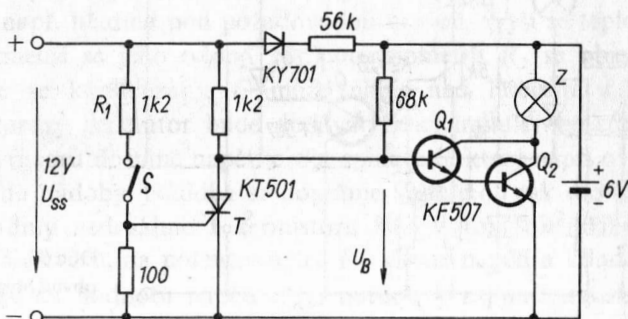 +
56k
KY701
R1
1k2
1k2
68k
Z
Q1
Q2
12V
USS
S
KT501
T
KF507
+
6V
100
UB
−